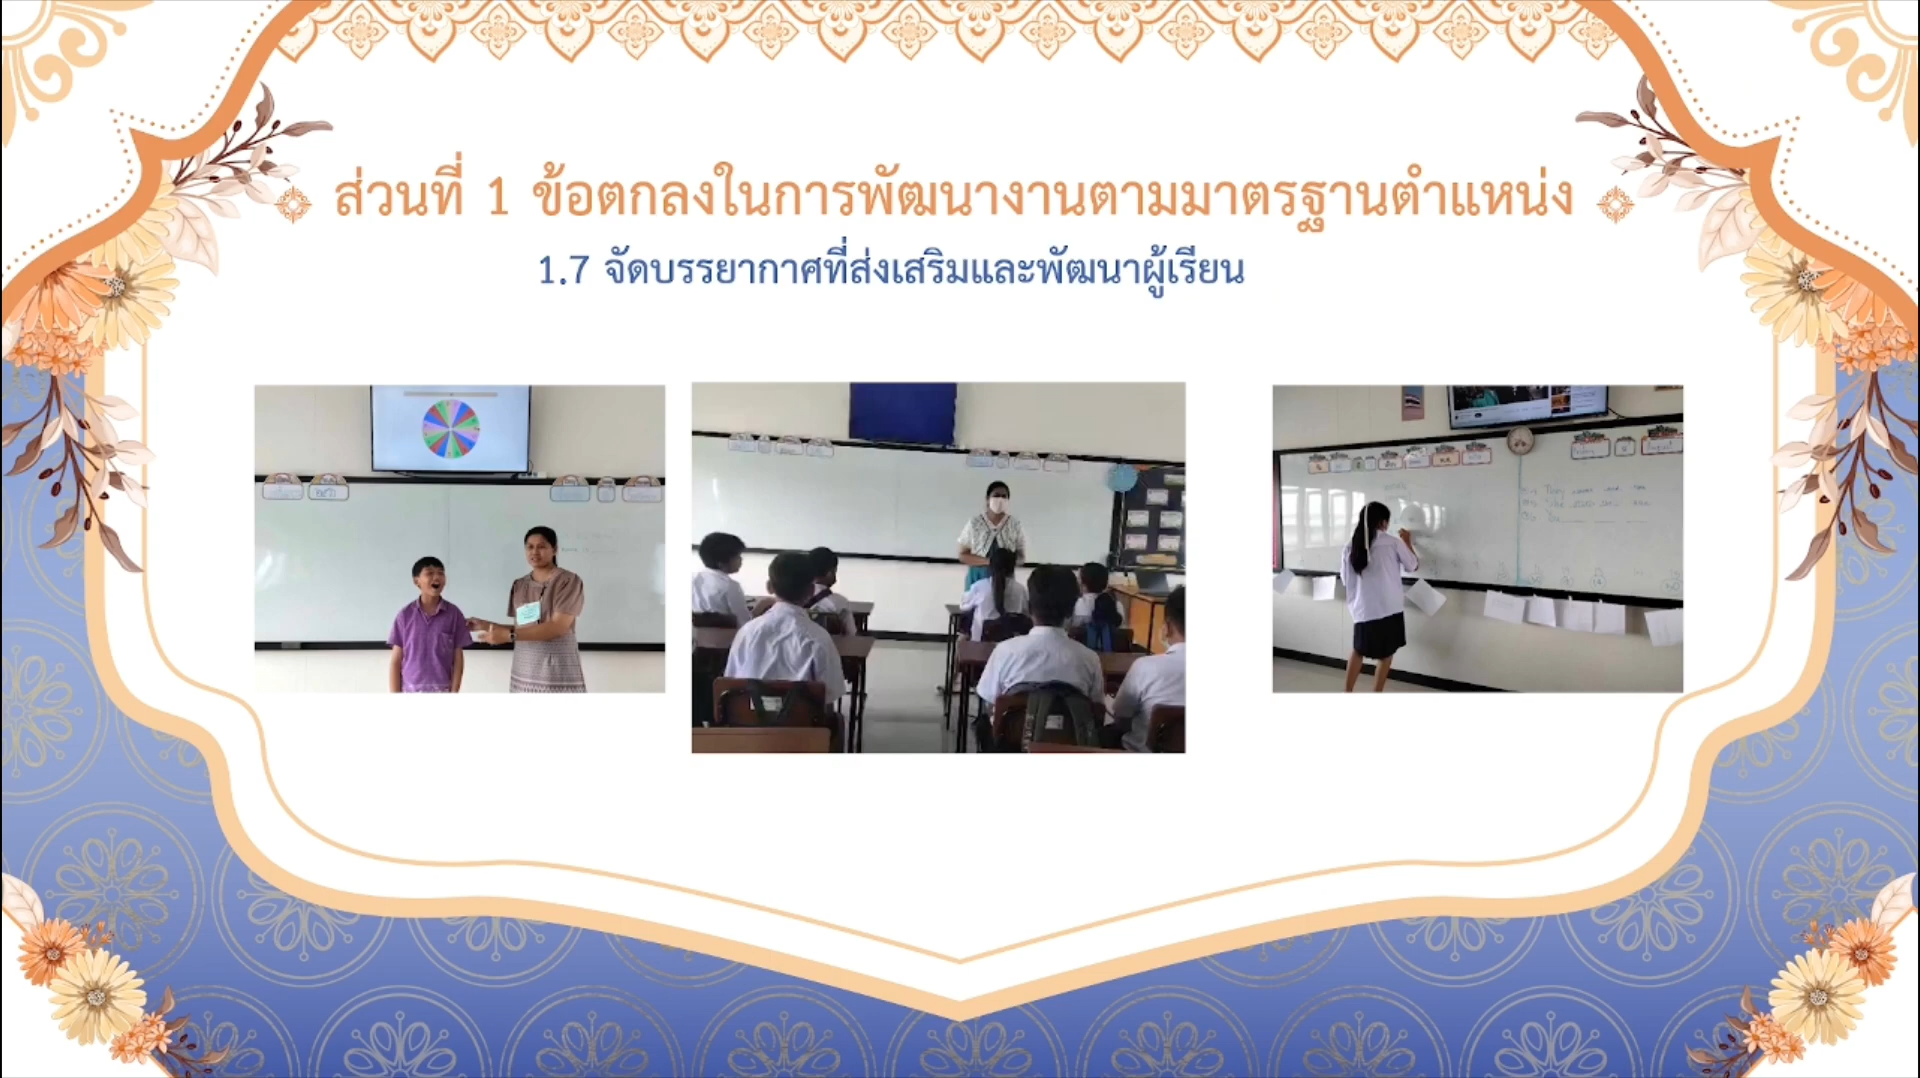 ส่วนที่ 1 ข้อตกลงในการพัฒนางานตามมาตรฐานตำแหน่ง
1.7 จัดบรรยากาศที่ส่งเสริมและพัฒนาผู้เรียน